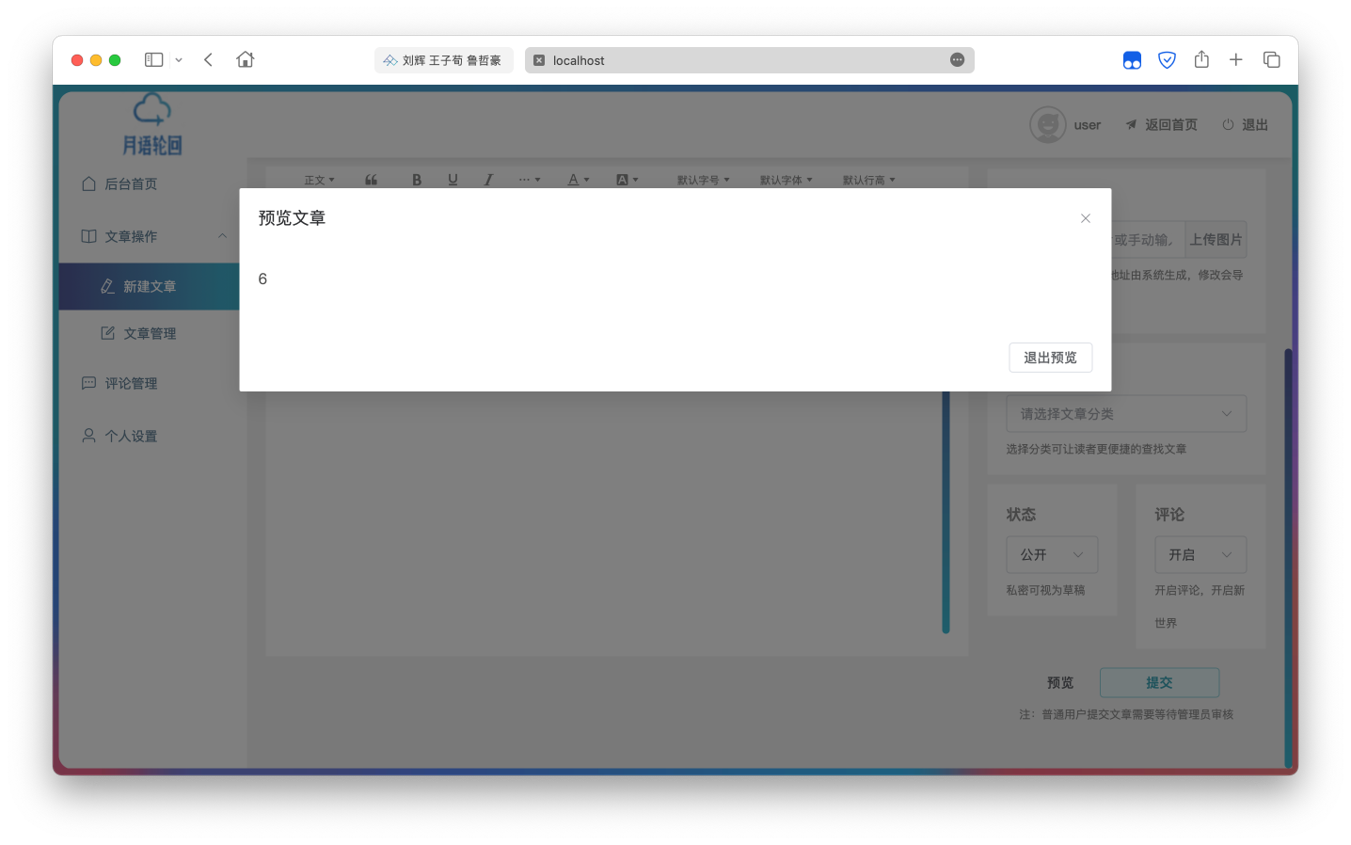 刘辉 王子荀 鲁哲豪
localhost
月语轮回
user
返回首页
退出
后台首页
文章操作
新建文章
文章管理
评论管理
个人设置
正文
B U I ··· A A
默认字号
默认字体
默认行高
预览文章
6
退出预览
或手动输,
上传图片
地址由系统生成，修改会导
请选择文章分类
选择分类可让读者更便捷的查找文章
状态
公开
私密可视为草稿
评论
开启
开启评论，开启新
世界
预览
提交
注：普通用户提交文章需要等待管理员审核